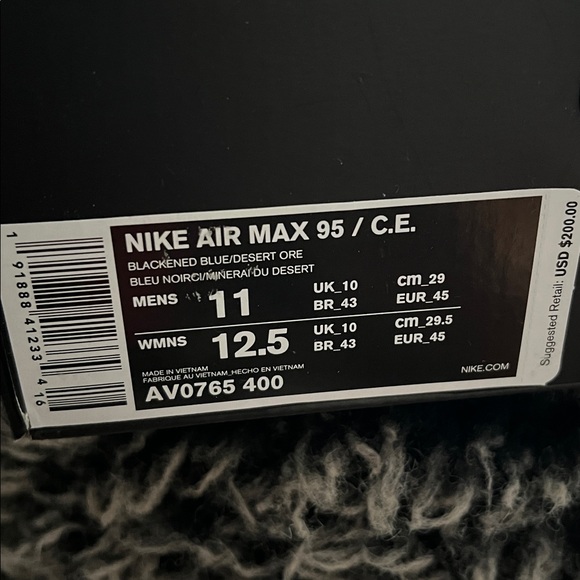 NIKE AIR MAX 95 / C.E.
BLACKENED BLUE/DESERT ORE
BLEU NOIRCI/MINERAI DU DESERT
MENS 11 UK_10 cm_29
BR_43 EUR_45
WMNS 12.5 UK_10 cm_29.5
BR_43 EUR_45
MADE IN VIETNAM
FABRIQUE AU VIETNAM_HECHO EN VIETNAM
AV0765 400
NIKE.COM
Suggested Retail: USD $200.00
1 91888 41233 4 16